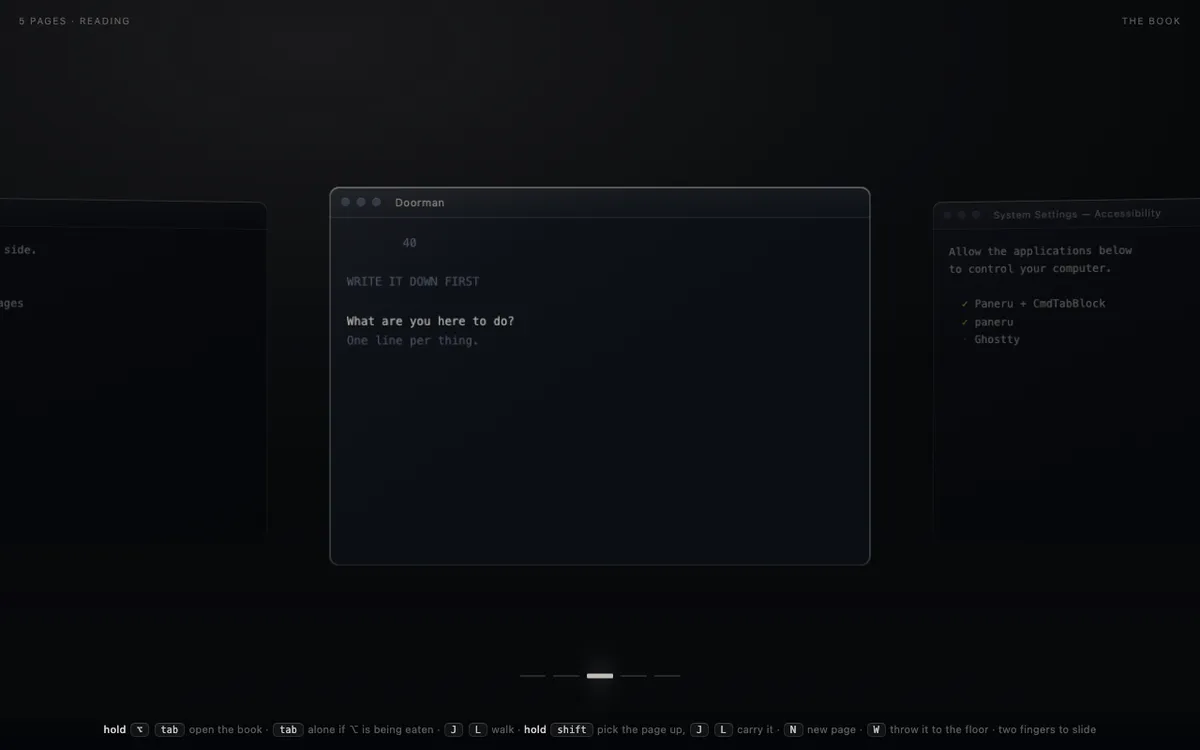 5 PAGES · READING
THE BOOK
side.
ages
Doorman
40
WRITE IT DOWN FIRST
What are you here to do?
One line per thing.
System Settings — Accessibility
Allow the applications below
to control your computer.
✓ Paneru + CmdTabBlock
✓ paneru
· Ghostty
hold ⌥ tab open the book · tab alone if ⌥ is being eaten · J L walk · hold shift pick the page up, J L carry it · N new page · W throw it to the floor · two fingers to slide